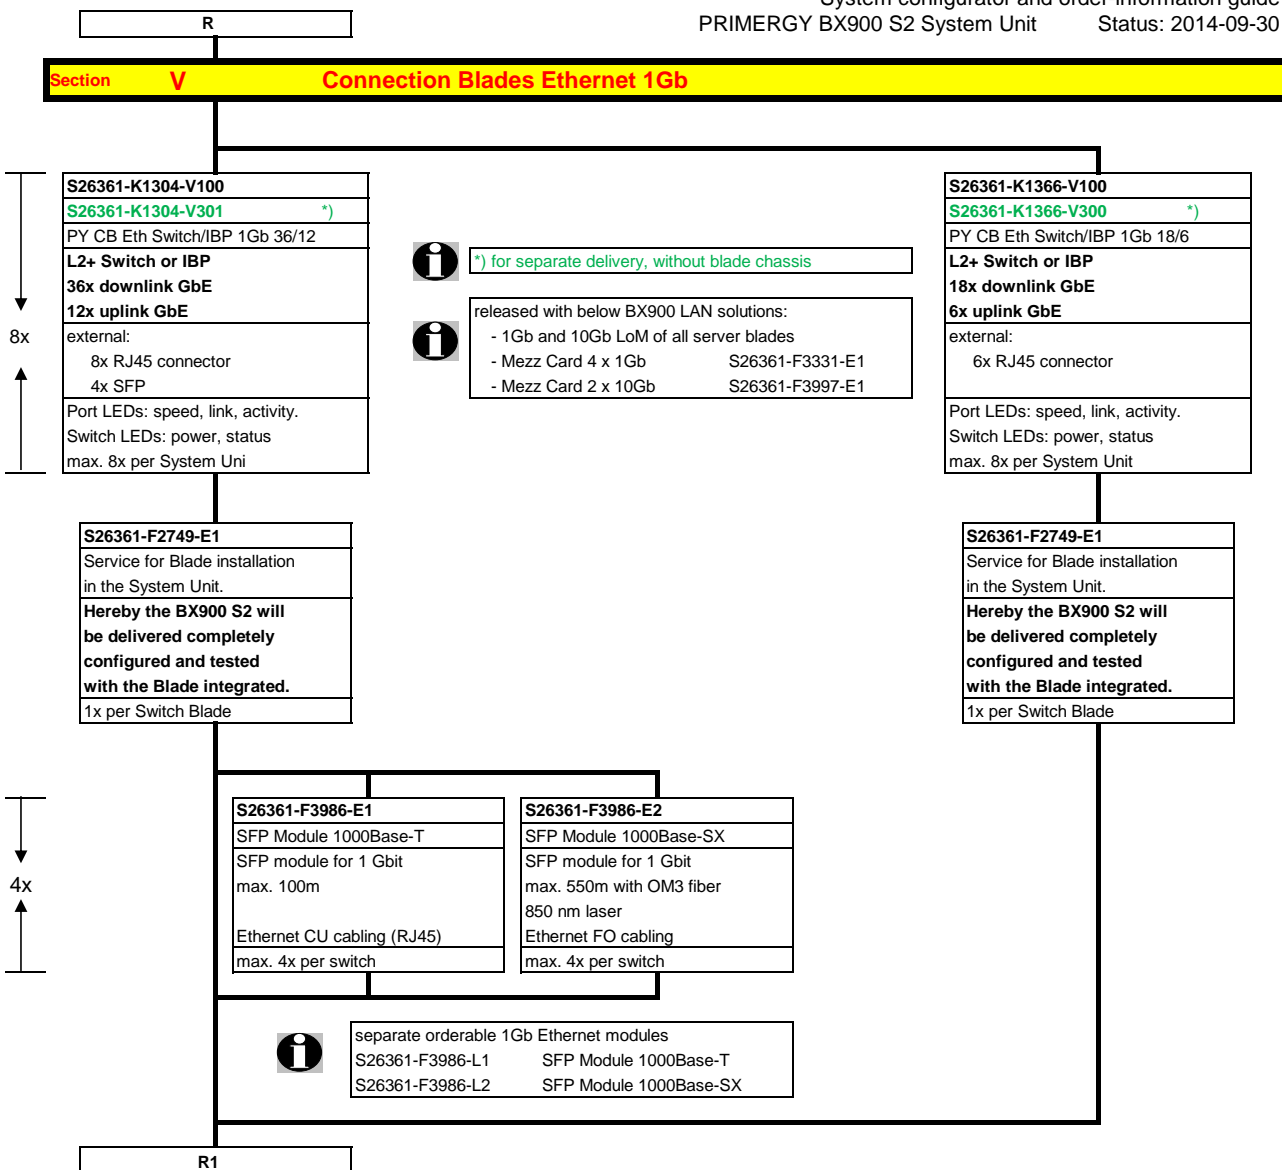 System configurator and order information guide
PRIMERGY BX900 S2 System Unit Status: 2014-09-30
R
Section V Connection Blades Ethernet 1Gb
S26361-K1304-V100
S26361-K1304-V301 *)
PY CB Eth Switch/IBP 1Gb 36/12
L2+ Switch or IBP
36x downlink GbE
12x uplink GbE
external:
8x RJ45 connector
4x SFP
Port LEDs: speed, link, activity.
Switch LEDs: power, status
max. 8x per System Uni
8x
*) for separate delivery, without blade chassis
released with below BX900 LAN solutions:
- 1Gb and 10Gb LoM of all server blades
- Mezz Card 4 x 1Gb S26361-F3331-E1
- Mezz Card 2 x 10Gb S26361-F3997-E1
S26361-K1366-V100
S26361-K1366-V300 *)
PY CB Eth Switch/IBP 1Gb 18/6
L2+ Switch or IBP
18x downlink GbE
6x uplink GbE
external:
6x RJ45 connector
Port LEDs: speed, link, activity.
Switch LEDs: power, status
max. 8x per System Unit
S26361-F2749-E1
Service for Blade installation
in the System Unit.
Hereby the BX900 S2 will
be delivered completely
configured and tested
with the Blade integrated.
1x per Switch Blade
S26361-F2749-E1
Service for Blade installation
in the System Unit.
Hereby the BX900 S2 will
be delivered completely
configured and tested
with the Blade integrated.
1x per Switch Blade
4x
S26361-F3986-E1
SFP Module 1000Base-T
SFP module for 1 Gbit
max. 100m
Ethernet CU cabling (RJ45)
max. 4x per switch
S26361-F3986-E2
SFP Module 1000Base-SX
SFP module for 1 Gbit
max. 550m with OM3 fiber
850 nm laser
Ethernet FO cabling
max. 4x per switch
separate orderable 1Gb Ethernet modules
S26361-F3986-L1 SFP Module 1000Base-T
S26361-F3986-L2 SFP Module 1000Base-SX
R1